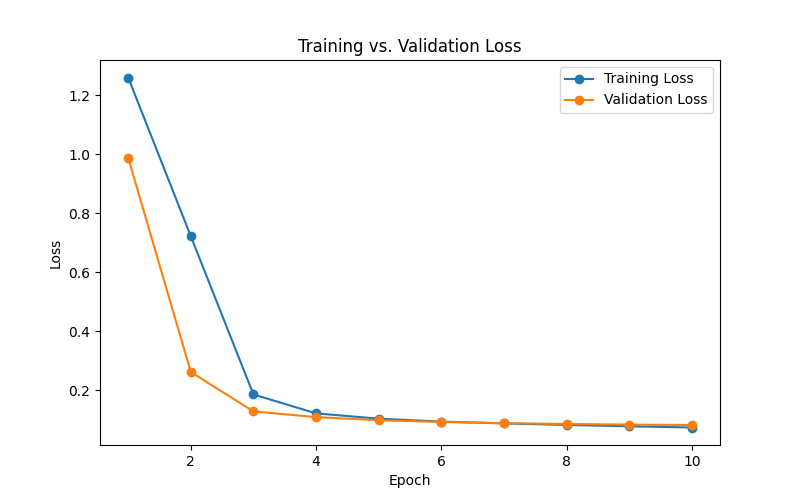 Training vs. Validation Loss
Training Loss
Validation Loss
1.2
1.0
0.8
0.6
0.4
0.2
Loss
2
4
6
8
10
Epoch